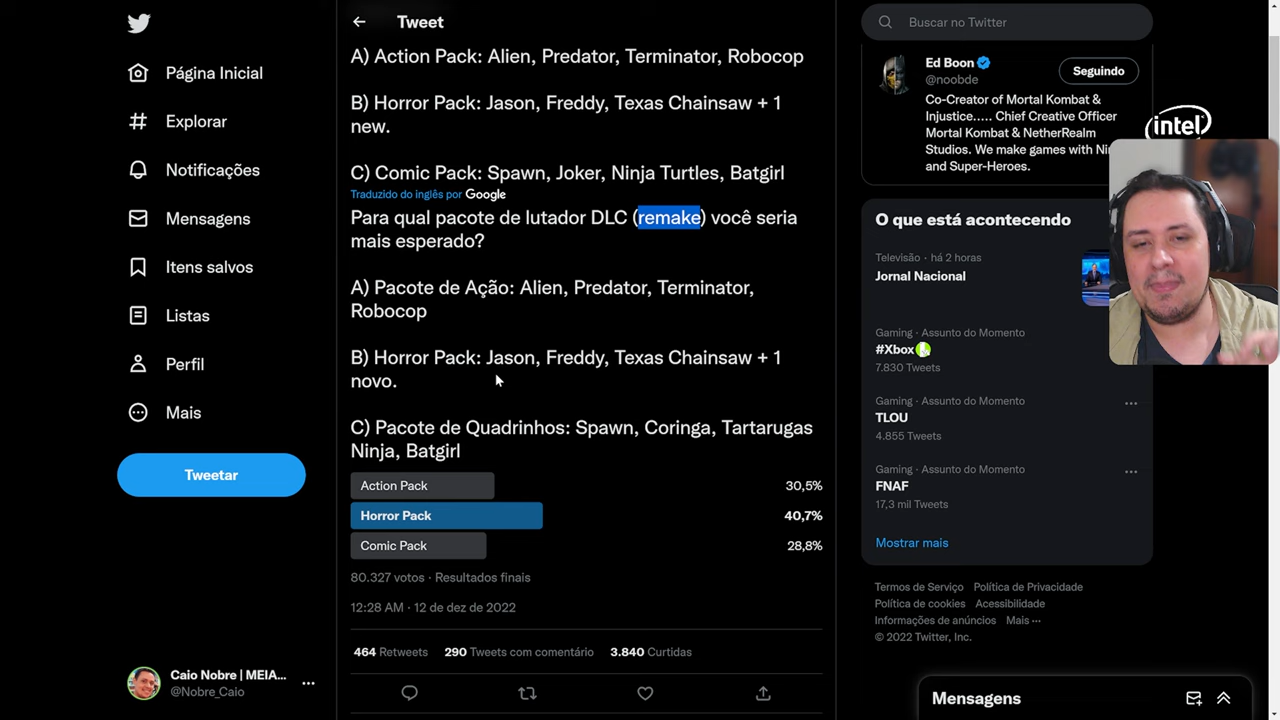 Tweet
A) Action Pack: Alien, Predator, Terminator, Robocop
B) Horror Pack: Jason, Freddy, Texas Chainsaw + 1
new.
C) Comic Pack: Spawn, Joker, Ninja Turtles, Batgirl
Traduzido do inglês por Google
Para qual pacote de lutador DLC (remake) você seria
mais esperado?
A) Pacote de Ação: Alien, Predator, Terminator,
Robocop
B) Horror Pack: Jason, Freddy, Texas Chainsaw + 1
novo.
C) Pacote de Quadrinhos: Spawn, Coringa, Tartarugas
Ninja, Batgirl
Action Pack 30,5%
Horror Pack 40,7%
Comic Pack 28,8%
80.327 votos · Resultados finais
12:28 AM · 12 de dez de 2022
464 Retweets 290 Tweets com comentário 3.840 Curtidas
Página Inicial
Explorar
Notificações
Mensagens
Itens salvos
Listas
Perfil
Mais
Tweetar
Caio Nobre | MEIA...
@Nobre_Caio
Buscar no Twitter
Ed Boon
@noobde
Seguindo
Co-Creator of Mortal Kombat &
Injustice..... Chief Creative Officer
Mortal Kombat & NetherRealm
Studios. We make games with
and Super-Heroes.
intel
O que está acontecendo
Televisão · há 2 horas
Jornal Nacional
Gaming · Assunto do Momento
#Xbox
7.830 Tweets
Gaming · Assunto do Momento
TLOU
4.855 Tweets
Gaming · Assunto do Momento
FNAF
17,3 mil Tweets
Mostrar mais
Termos de Serviço Política de Privacidade
Política de cookies Acessibilidade
Informações de anúncios Mais ···
© 2022 Twitter, Inc.
Mensagens